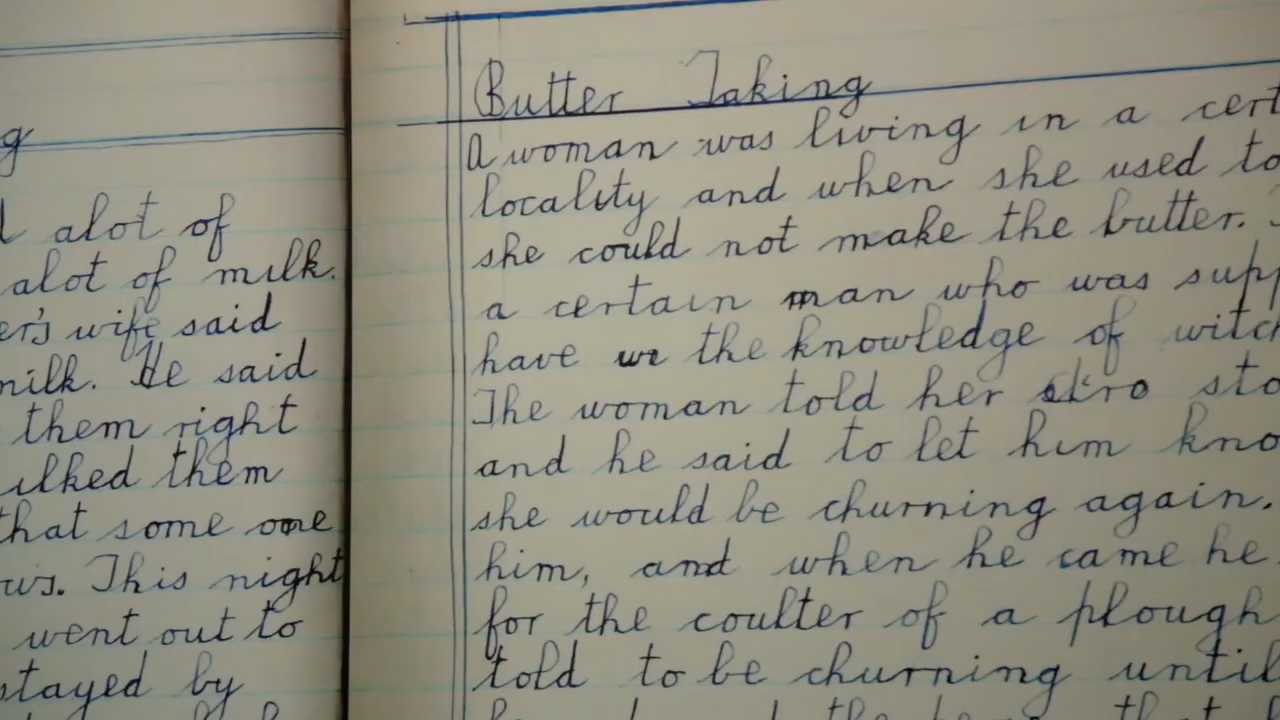 g
alot of
alot of milk.
er's wife said
milk. He said
them right
ilked them
that some one
ws. This night
went out to
stayed by
Butter Taking
A woman was living in a cert
locality and when she used to
she could not make the butter.
a certain man who was supp
have we the knowledge of witch
The woman told her stro sto
and he said to let him kno
she would be churning again.
him, and when he came he
for the coulter of a plough
told to be churning until